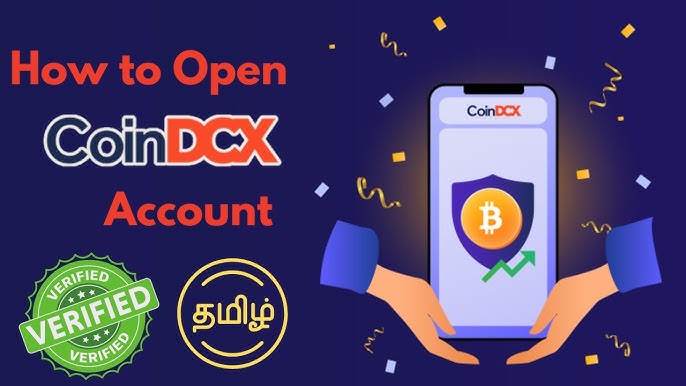 How to Open
CoinDCX
Account
VERIFIED
VERIFIED
VERIFIED
தமிழ்
CoinDCX
₿